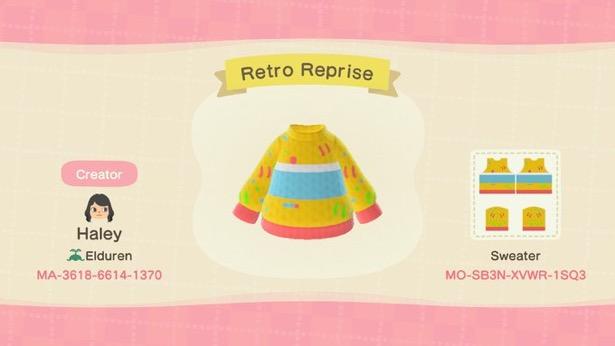 Retro Reprise
Creator
Haley
Elduren
MA-3618-6614-1370
Sweater
MO-SB3N-XVWR-1SQ3